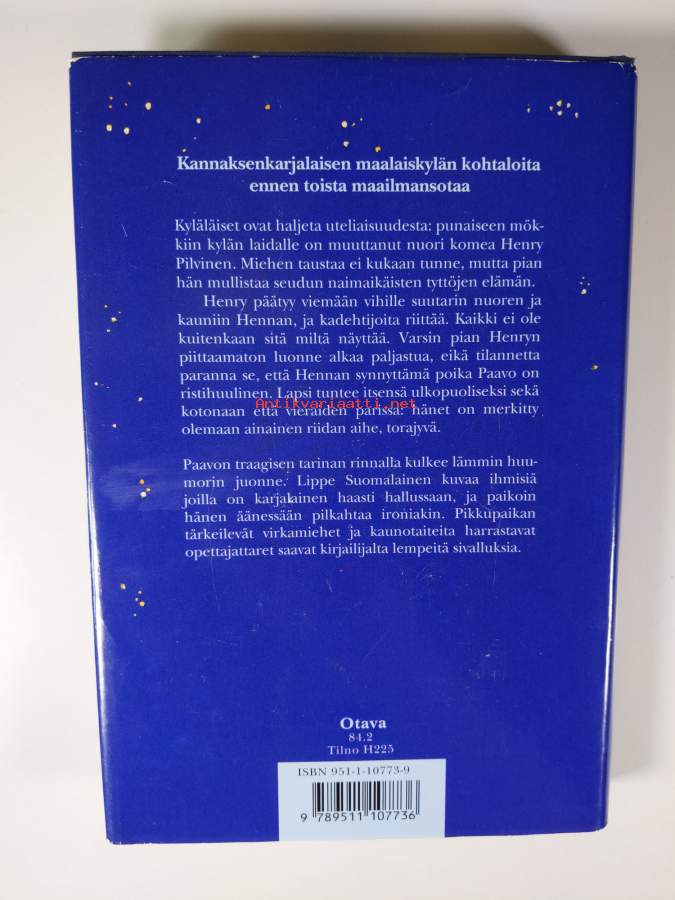 Kannaksenkarjalaisen maalaiskylän kohtaloita
ennen toista maailmansotaa
Kyläläiset ovat haljeta uteliaisuudesta: punaiseen mök-
kiin kylän laidalle on muuttanut nuori komea Henry
Pilvinen. Miehen taustaa ei kukaan tunne, mutta pian
hän mullistaa seudun naimaikäisten tyttöjen elämän.
Henry päätyy viemään vihille suutarin nuoren ja
kauniin Hennan, ja kadehtijoita riittää. Kaikki ei ole
kuitenkaan sitä miltä näyttää. Varsin pian Henryn
piittaamaton luonne alkaa paljastua, eikä tilannetta
paranna se, että Hennan synnyttämä poika Paavo on
ristihuulinen. Lapsi tuntee itsensä ulkopuoliseksi sekä
Antikvariaatti.net
kotonaan että vieraiden parissa: hänet on merkitty
olemaan ainainen riidan aihe, torajyvä.
Paavon traagisen tarinan rinnalla kulkee lämmin huu-
morin juonne. Lippe Suomalainen kuvaa ihmisiä
joilla on karjalainen haasti hallussaan, ja paikoin
hänen äänessään pilkahtaa ironiakin. Pikkupaikan
tärkeilevät virkamiehet ja kaunotaiteita harrastavat
opettajattaret saavat kirjailijalta lempeitä sivalluksia.
Otava
84.2
Tilno H225
ISBN 951-1-10773-9
9 789511 107736